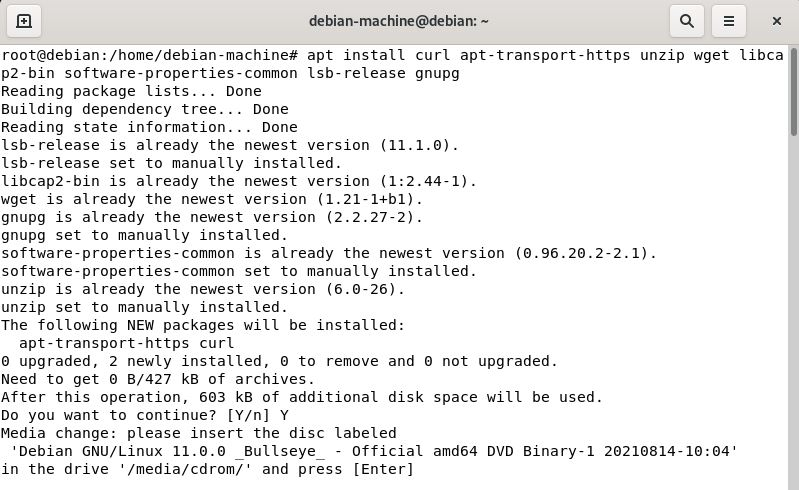 debian-machine@debian: ~
root@debian:/home/debian-machine# apt install curl apt-transport-https unzip wget libca
p2-bin software-properties-common lsb-release gnupg
Reading package lists... Done
Building dependency tree... Done
Reading state information... Done
lsb-release is already the newest version (11.1.0).
lsb-release set to manually installed.
libcap2-bin is already the newest version (1:2.44-1).
wget is already the newest version (1.21-1+b1).
gnupg is already the newest version (2.2.27-2).
gnupg set to manually installed.
software-properties-common is already the newest version (0.96.20.2-2.1).
software-properties-common set to manually installed.
unzip is already the newest version (6.0-26).
unzip set to manually installed.
The following NEW packages will be installed:
  apt-transport-https curl
0 upgraded, 2 newly installed, 0 to remove and 0 not upgraded.
Need to get 0 B/427 kB of archives.
After this operation, 603 kB of additional disk space will be used.
Do you want to continue? [Y/n] Y
Media change: please insert the disc labeled
 'Debian GNU/Linux 11.0.0 _Bullseye_ - Official amd64 DVD Binary-1 20210814-10:04'
in the drive '/media/cdrom/' and press [Enter]